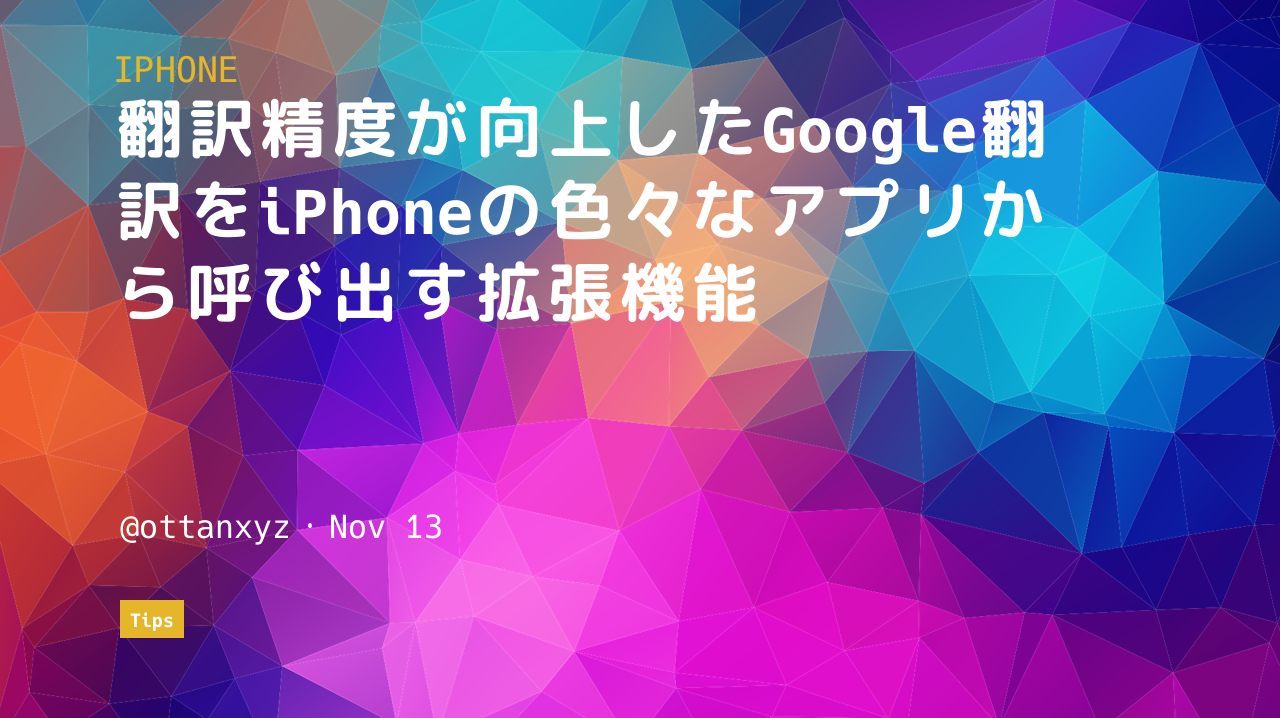 IPHONE
翻訳精度が向上したGoogle翻
訳をiPhoneの色々なアプリか
ら呼び出す拡張機能
@ottanxyz・Nov 13
Tips